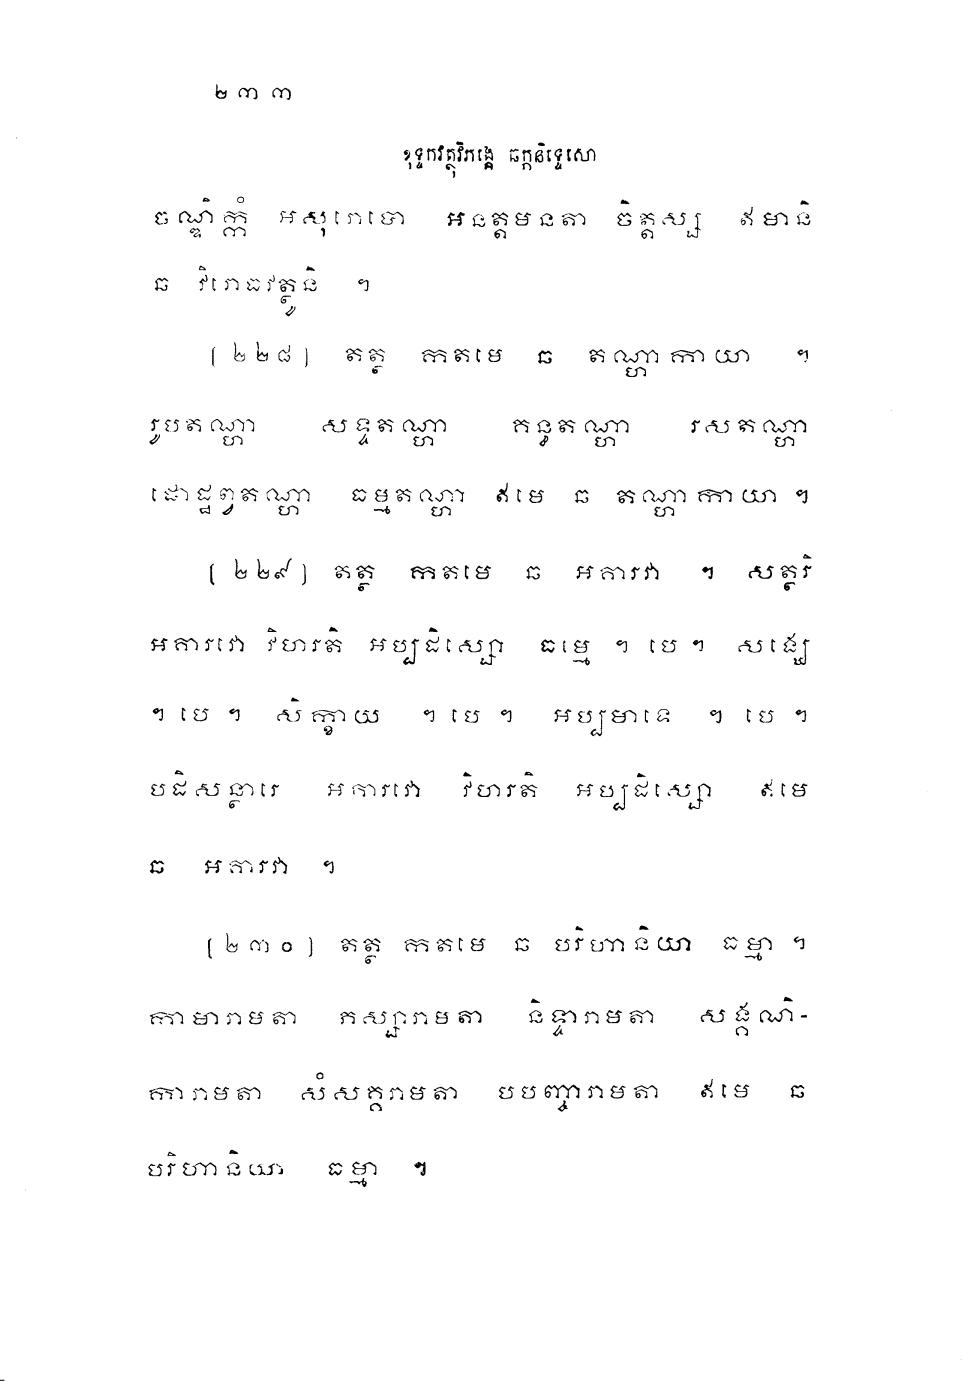 ២៣៣
ខុទ្ទកវត្ថុវិភង្គេ ឆក្កនិទ្ទេសោ
ចណ្ឌិក្កំ អសុរោបោ អនត្តមនតា ចិត្តស្ស ឥមានិ
ឆ វិរោធវត្ថូនិ ។
(២២៨) តត្ថ កតមេ ឆ តណ្ហាកាយា ។
រូបតណ្ហា សទ្ទតណ្ហា គន្ធតណ្ហា រសតណ្ហា
ផោដ្ឋព្វតណ្ហា ធម្មតណ្ហា ឥមេ ឆ តណ្ហាកាយា ។
(២២៩) តត្ថ កតមេ ឆ អគារវា ។ សត្ថរិ
អគារវោ វិហរតិ អប្បដិស្សោ ធម្មេ ។ បេ ។ សង្ឃេ
។ បេ ។ សិក្ខាយ ។ បេ ។ អប្បមាទេ ។ បេ ។
បដិសន្ថារេ អគារវោ វិហរតិ អប្បដិស្សោ ឥមេ
ឆ អគារវា ។
(២៣០) តត្ថ កតមេ ឆ បរិហានិយា ធម្មា ។
កាមារាមតា ភស្សារាមតា និទ្ទារាមតា សង្គណិ-
ការាមតា សំសគ្គរាមតា បបញ្ចារាមតា ឥមេ ឆ
បរិហានិយា ធម្មា ។